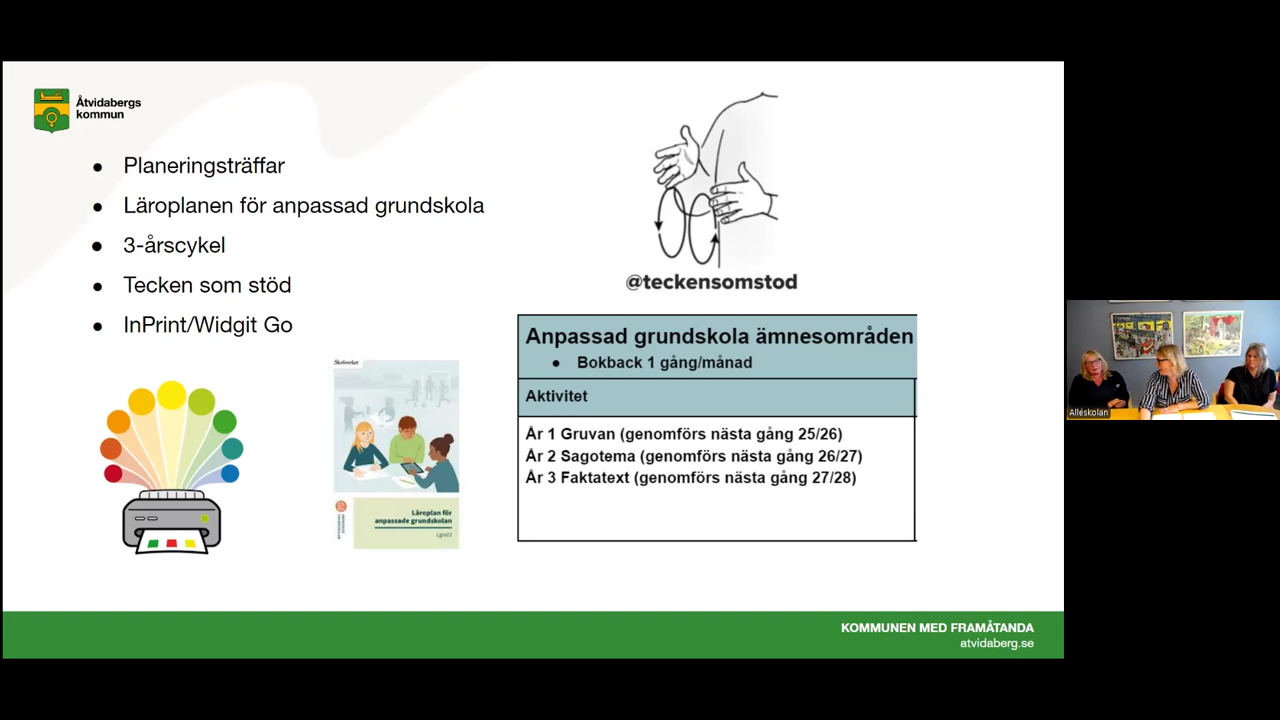 Åtvidabergs
kommun
● Planeringsträffar
● Läroplanen för anpassad grundskola
● 3-årscykel
● Tecken som stöd
● InPrint/Widgit Go
@teckensomstod
Anpassad grundskola ämnesområden
● Bokback 1 gång/månad
Aktivitet
År 1 Gruvan (genomförs nästa gång 25/26)
År 2 Sagotema (genomförs nästa gång 26/27)
År 3 Faktatext (genomförs nästa gång 27/28)
Skolverket
Läroplan för
anpassade grundskolan
Lgra22
Alléskolan
KOMMUNEN MED FRAMÅTANDA
atvidaberg.se